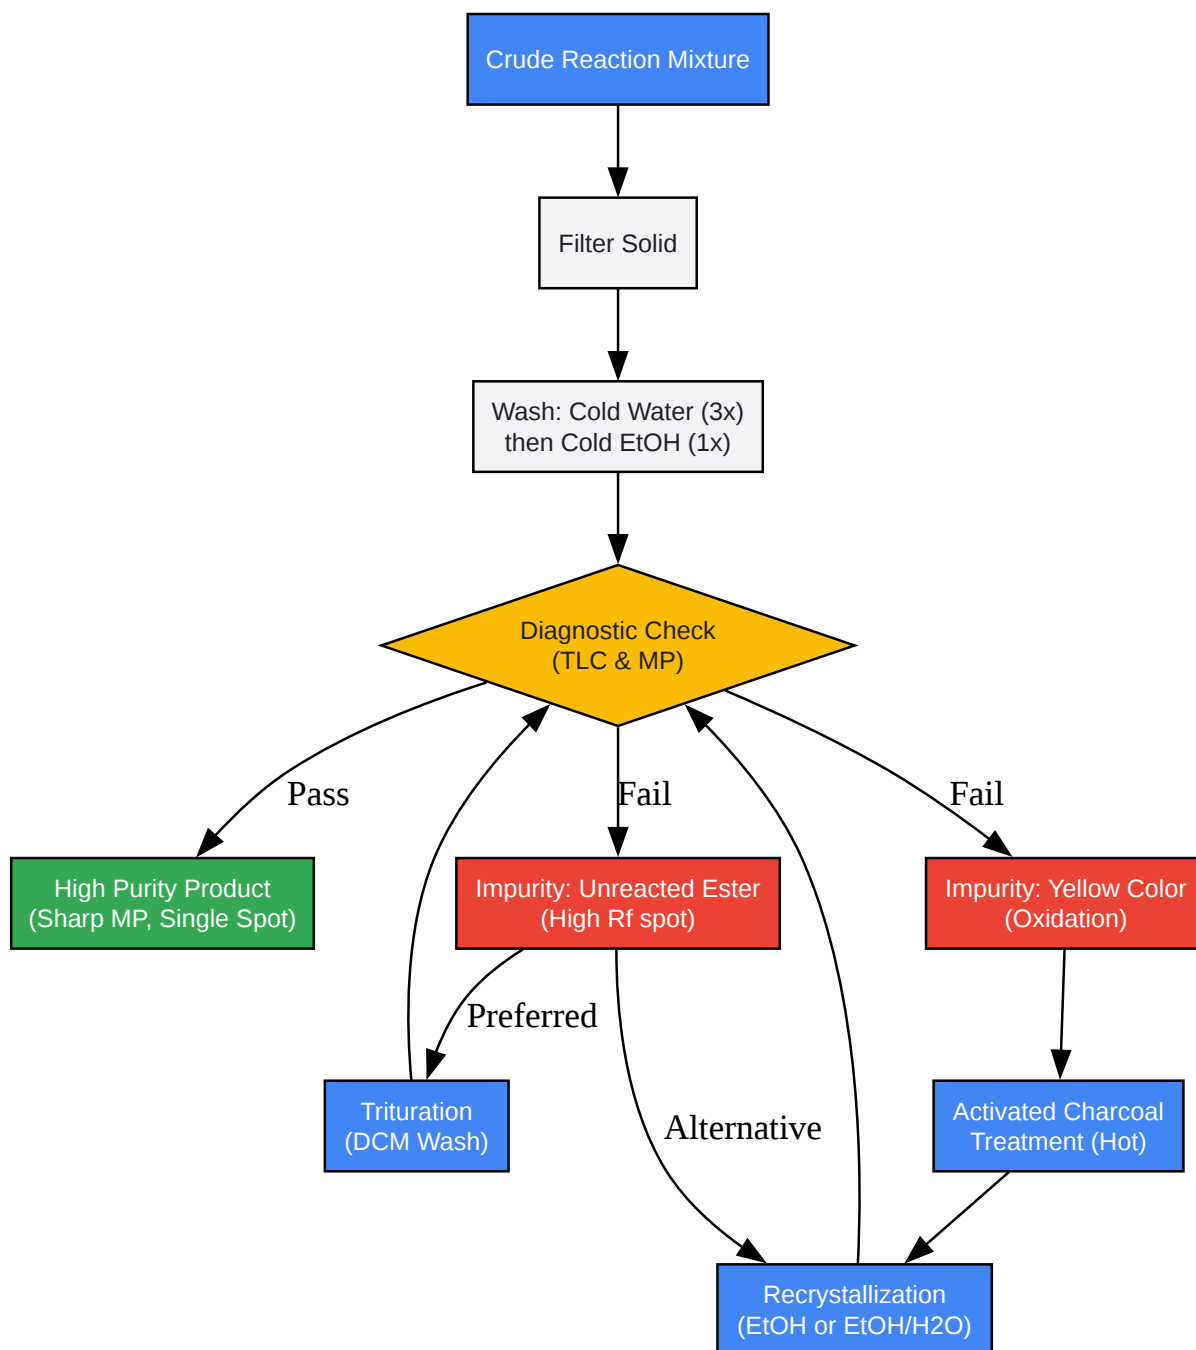 Crude Reaction Mixture
Filter Solid
Wash: Cold Water (3x)
then Cold EtOH (1x)
Diagnostic Check
(TLC & MP)
Pass
Fail
Fail
High Purity Product
(Sharp MP, Single Spot)
Impurity: Unreacted Ester
(High Rf spot)
Impurity: Yellow Color
(Oxidation)
Preferred
Trituration
(DCM Wash)
Alternative
Activated Charcoal
Treatment (Hot)
Recrystallization
(EtOH or EtOH/H2O)